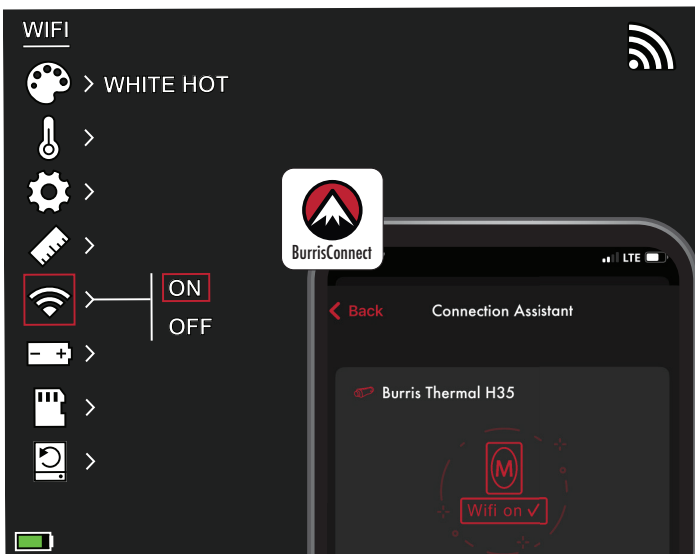 WIFI
WHITE HOT
ON
OFF
BurrisConnect
LTE
Back
Connection Assistant
Burris Thermal H35
M
Wifi on ✓